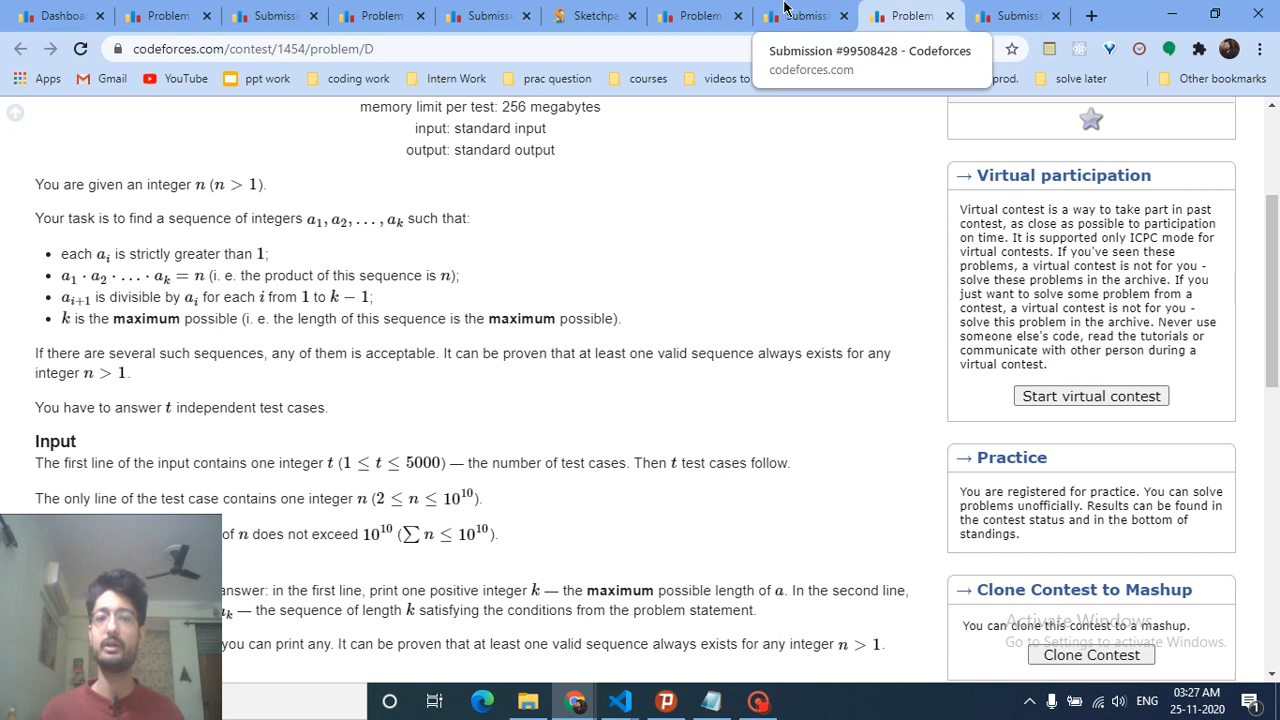 Dashboa
Problem
Submissi
Problem
Submiss
Sketchpa
Problem
Submissi
Problem
Submissi
codeforces.com/contest/1454/problem/D
Submission #99508428 - Codeforces
codeforces.com
Apps
Gmail
YouTube
ppt work
coding work
Intern work
prac question
courses
videos to
prod.
solve later
Other bookmarks
memory limit per test: 256 megabytes
input: standard input
output: standard output
You are given an integer n (n > 1).
Your task is to find a sequence of integers a1, a2, …, ak such that:
• each ai is strictly greater than 1;
• a1 · a2 · … · ak = n (i. e. the product of this sequence is n);
• ai+1 is divisible by ai for each i from 1 to k − 1;
• k is the maximum possible (i. e. the length of this sequence is the maximum possible).
If there are several such sequences, any of them is acceptable. It can be proven that at least one valid sequence always exists for any
integer n > 1.
You have to answer t independent test cases.
Input
The first line of the input contains one integer t (1 ≤ t ≤ 5000) — the number of test cases. Then t test cases follow.
The only line of the test case contains one integer n (2 ≤ n ≤ 10^10).
of n does not exceed 10^10 (∑ n ≤ 10^10).
answer: in the first line, print one positive integer k — the maximum possible length of a. In the second line,
ak — the sequence of length k satisfying the conditions from the problem statement.
you can print any. It can be proven that at least one valid sequence always exists for any integer n > 1.
→ Virtual participation
Virtual contest is a way to take part in past
contest, as close as possible to participation
on time. It is supported only ICPC mode for
virtual contests. If you've seen these
problems, a virtual contest is not for you -
solve these problems in the archive. If you
just want to solve some problem from a
contest, a virtual contest is not for you -
solve this problem in the archive. Never use
someone else's code, read the tutorials or
communicate with other person during a
virtual contest.
Start virtual contest
→ Practice
You are registered for practice. You can solve
problems unofficially. Results can be found
in the contest status and in the bottom of
standings.
→ Clone Contest to Mashup
You can clone this contest to a mashup.
Clone Contest
Activate Windows
Go to Settings to activate Windows.
ENG
03:27 AM
25-11-2020
1